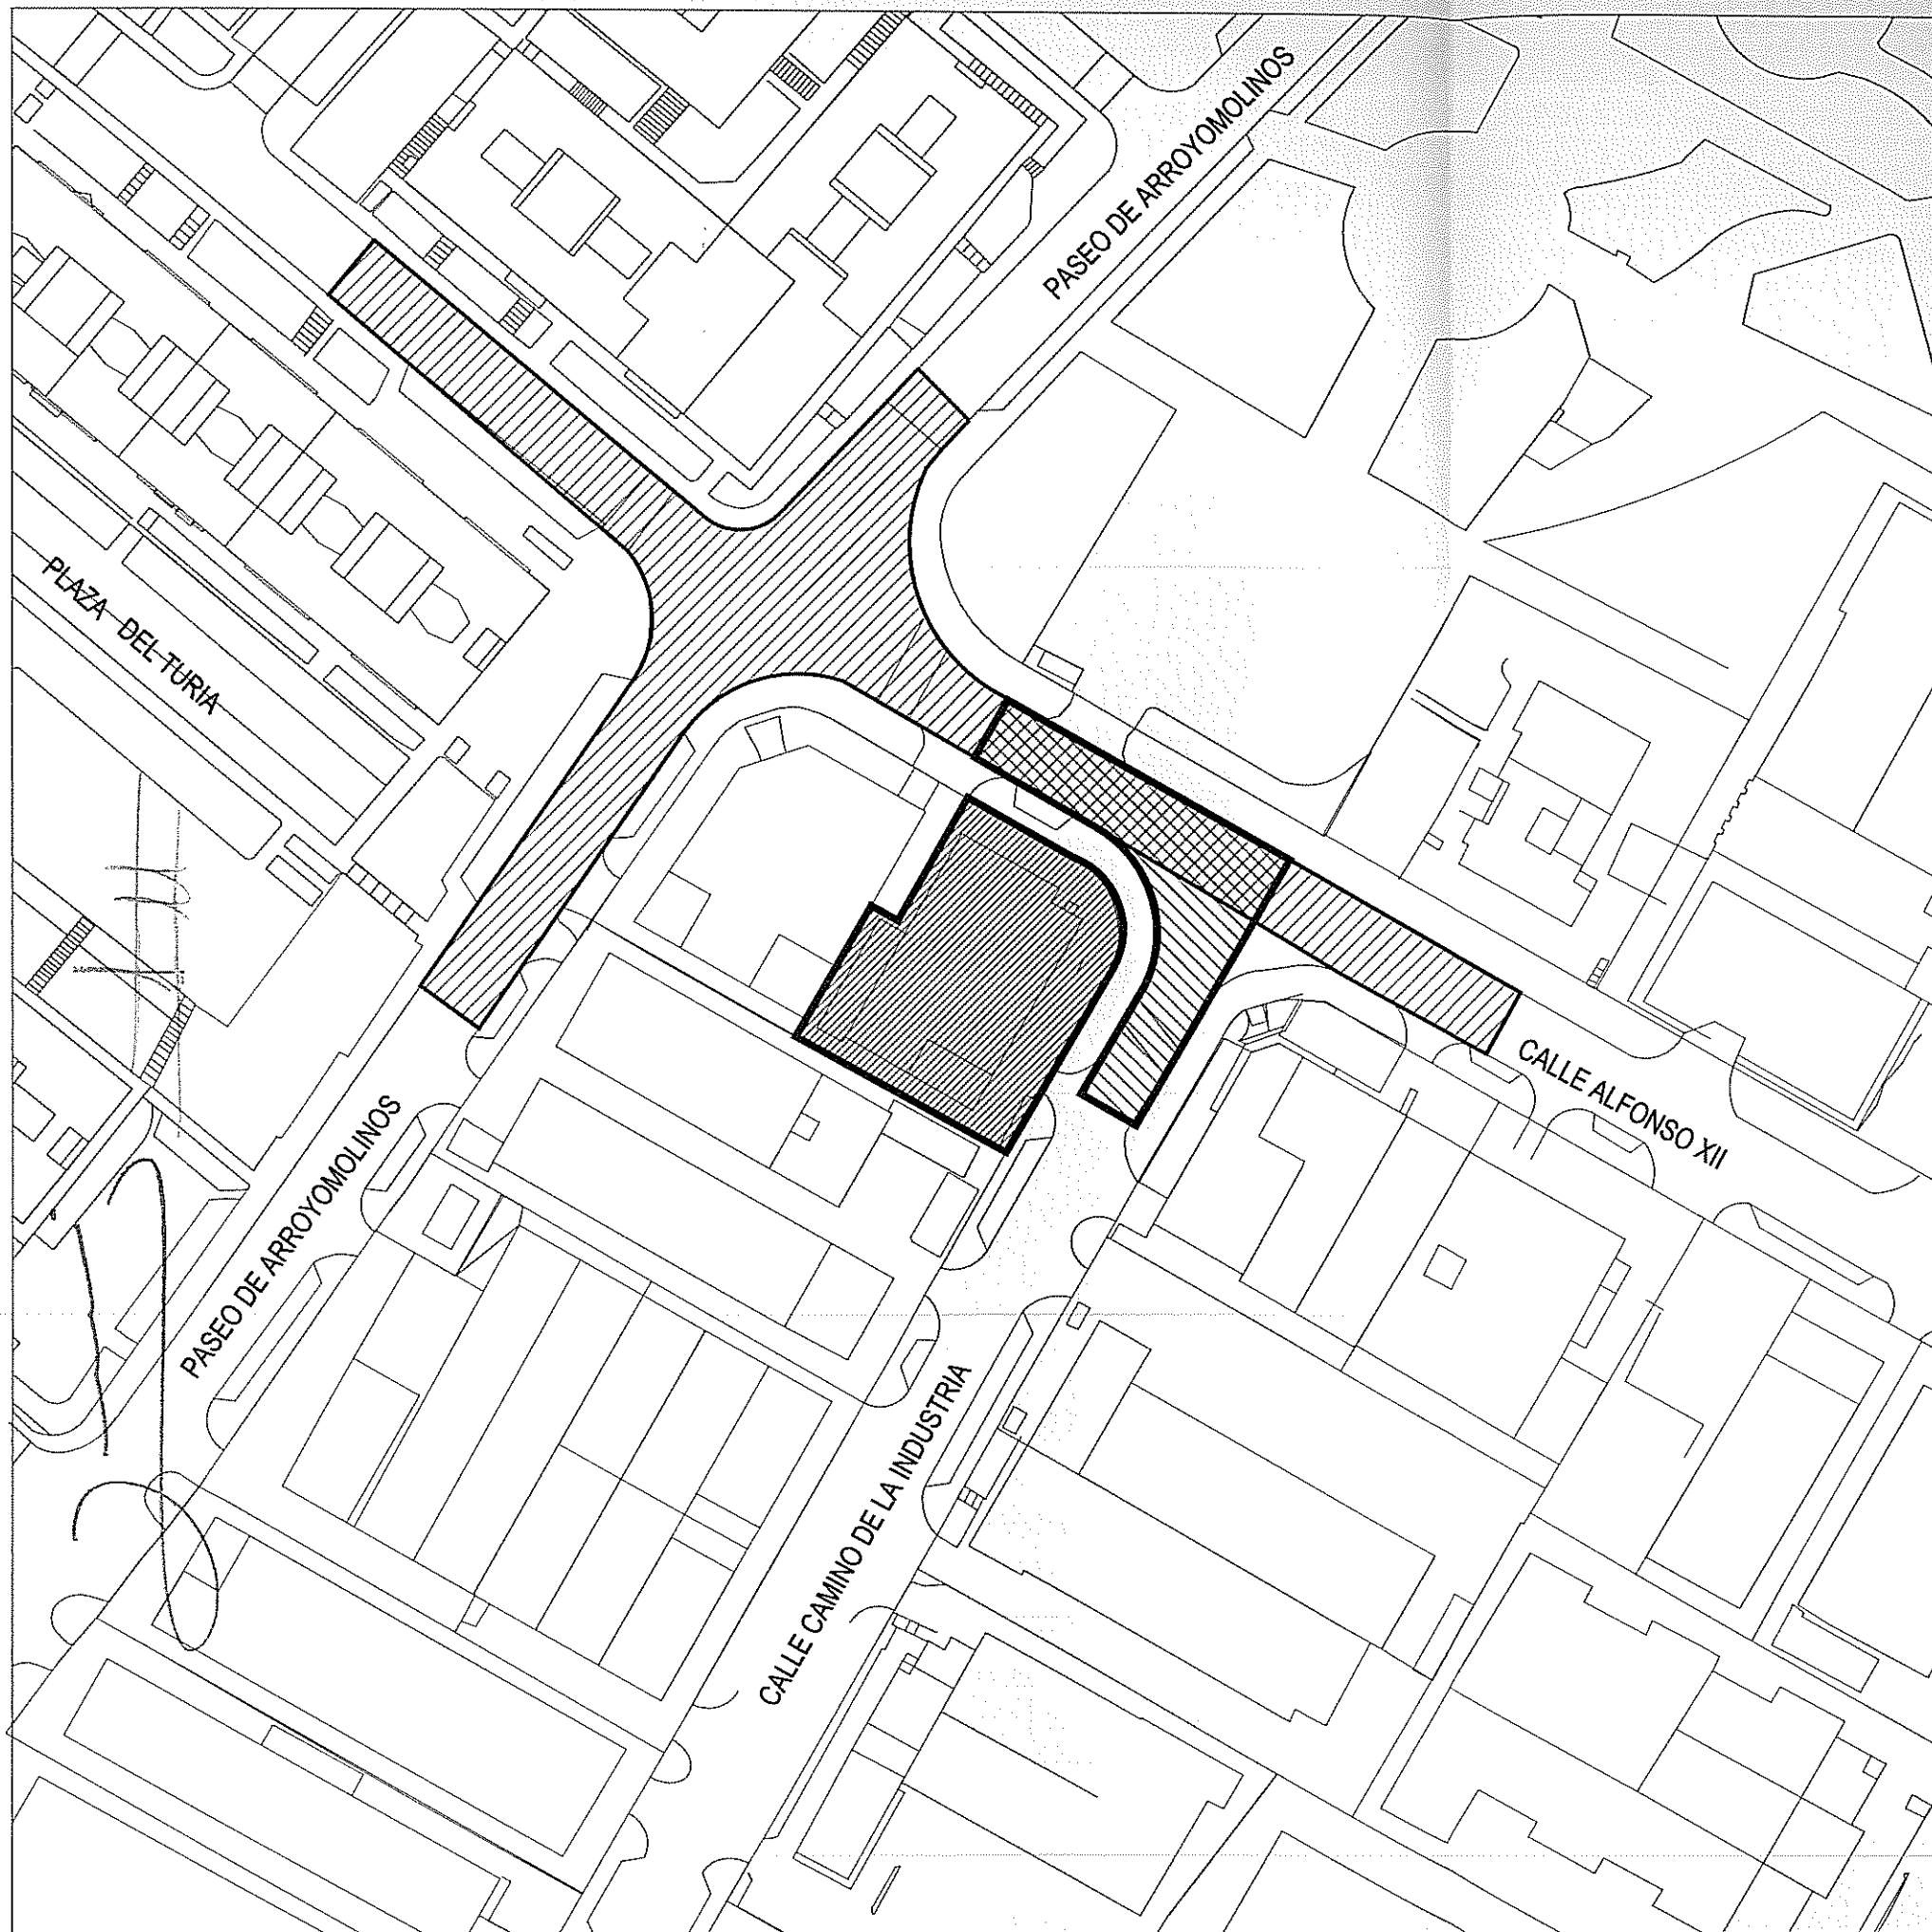 PASEO DE ARROYOMOLINOS
PLAZA DEL TURIA
CALLE ALFONSO XII
PASEO DE ARROYOMOLINOS
CALLE CAMINO DE LA INDUSTRIA